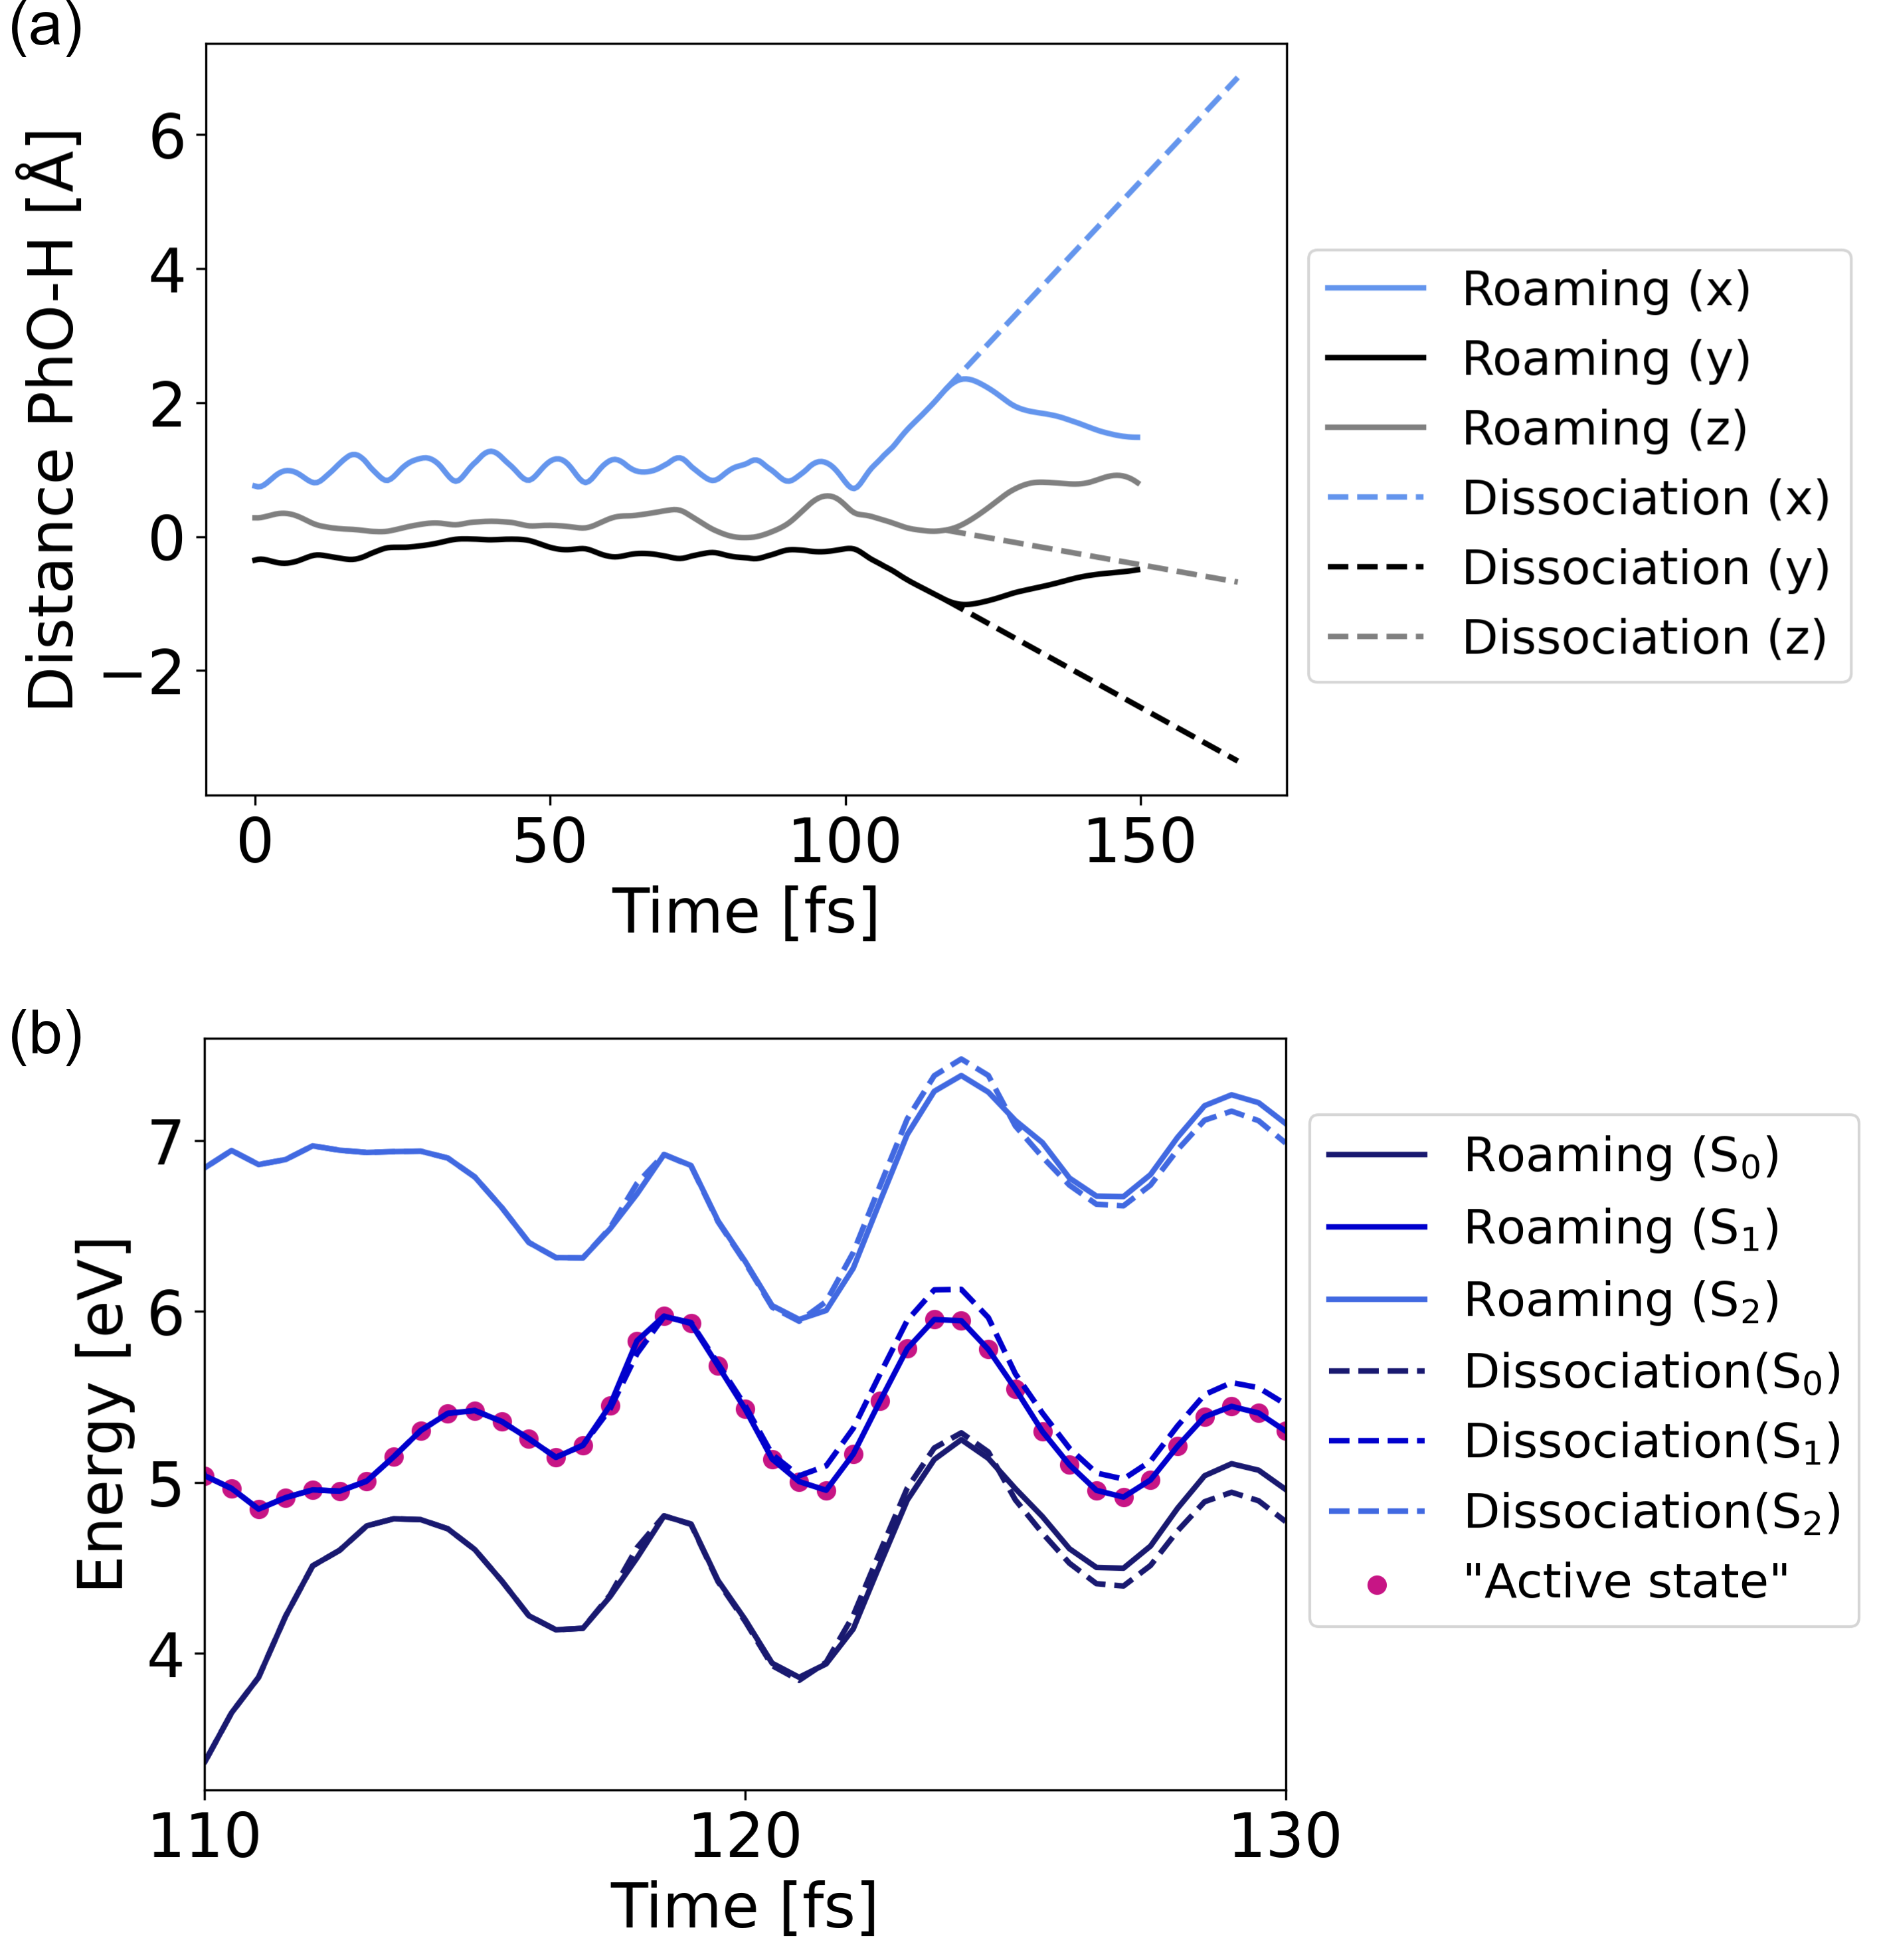 (a)
Distance PhO-H [Å]
6
4
2
0
−2
0 50 100 150
Time [fs]
Roaming (x)
Roaming (y)
Roaming (z)
Dissociation (x)
Dissociation (y)
Dissociation (z)
(b)
Energy [eV]
7
6
5
4
110 120 130
Time [fs]
Roaming (S₀)
Roaming (S₁)
Roaming (S₂)
Dissociation(S₀)
Dissociation(S₁)
Dissociation(S₂)
"Active state"